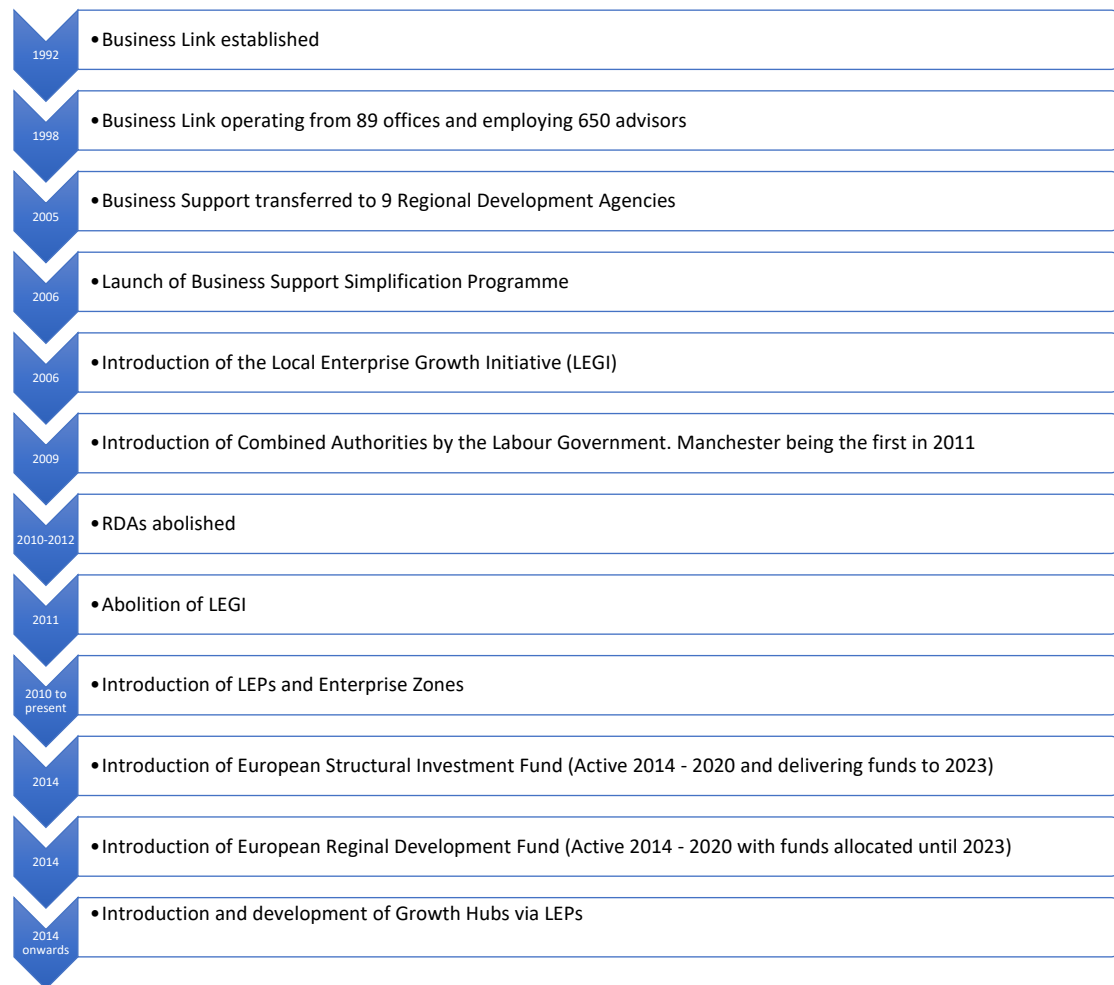 1992
•Business Link established
1998
•Business Link operating from 89 offices and employing 650 advisors
2005
•Business Support transferred to 9 Regional Development Agencies
2006
•Launch of Business Support Simplification Programme
2006
•Introduction of the Local Enterprise Growth Initiative (LEGI)
2009
•Introduction of Combined Authorities by the Labour Government. Manchester being the first in 2011
2010-2012
•RDAs abolished
2011
•Abolition of LEGI
2010 to
present
•Introduction of LEPs and Enterprise Zones
2014
•Introduction of European Structural Investment Fund (Active 2014 - 2020 and delivering funds to 2023)
2014
•Introduction of European Reginal Development Fund (Active 2014 - 2020 with funds allocated until 2023)
2014
onwards
•Introduction and development of Growth Hubs via LEPs